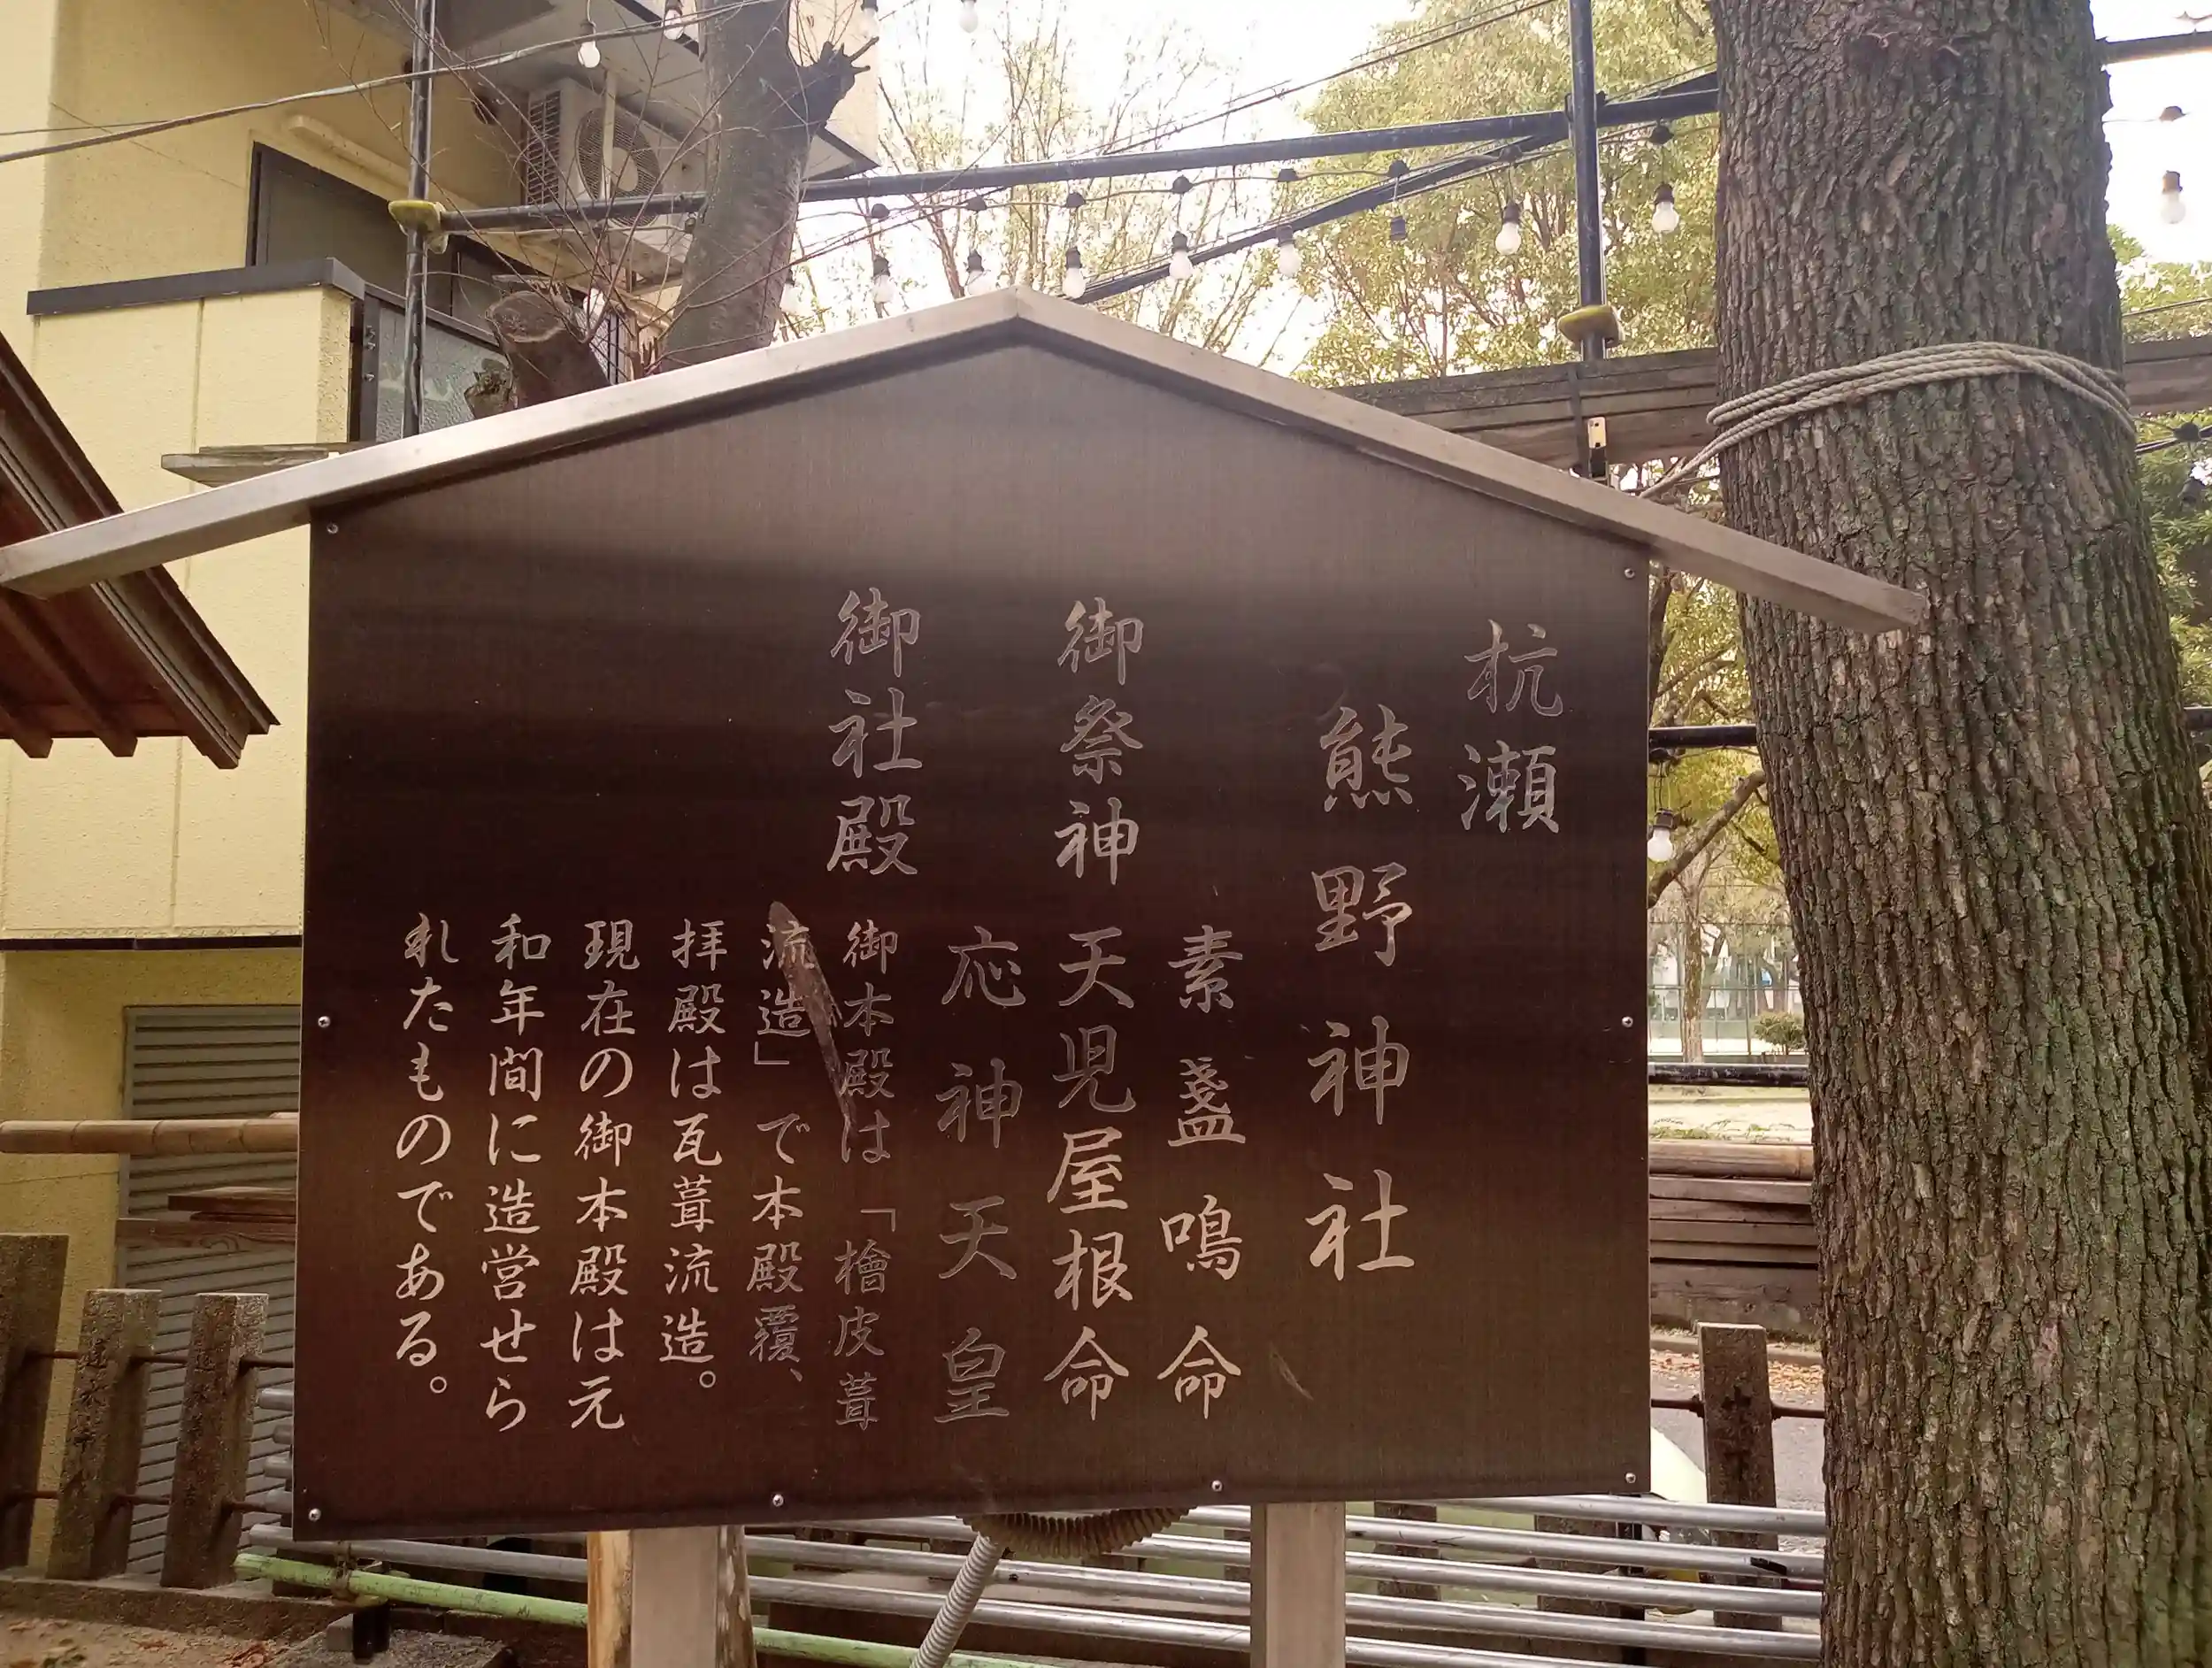 杭瀬
熊野神社
素盞鳴命
御祭神 天児屋根命
応神天皇
御社殿 御本殿は「檜皮葺
流造」で本殿覆、
拝殿は瓦葺流造。
現在の御本殿は元
和年間に造営せら
れたものである。